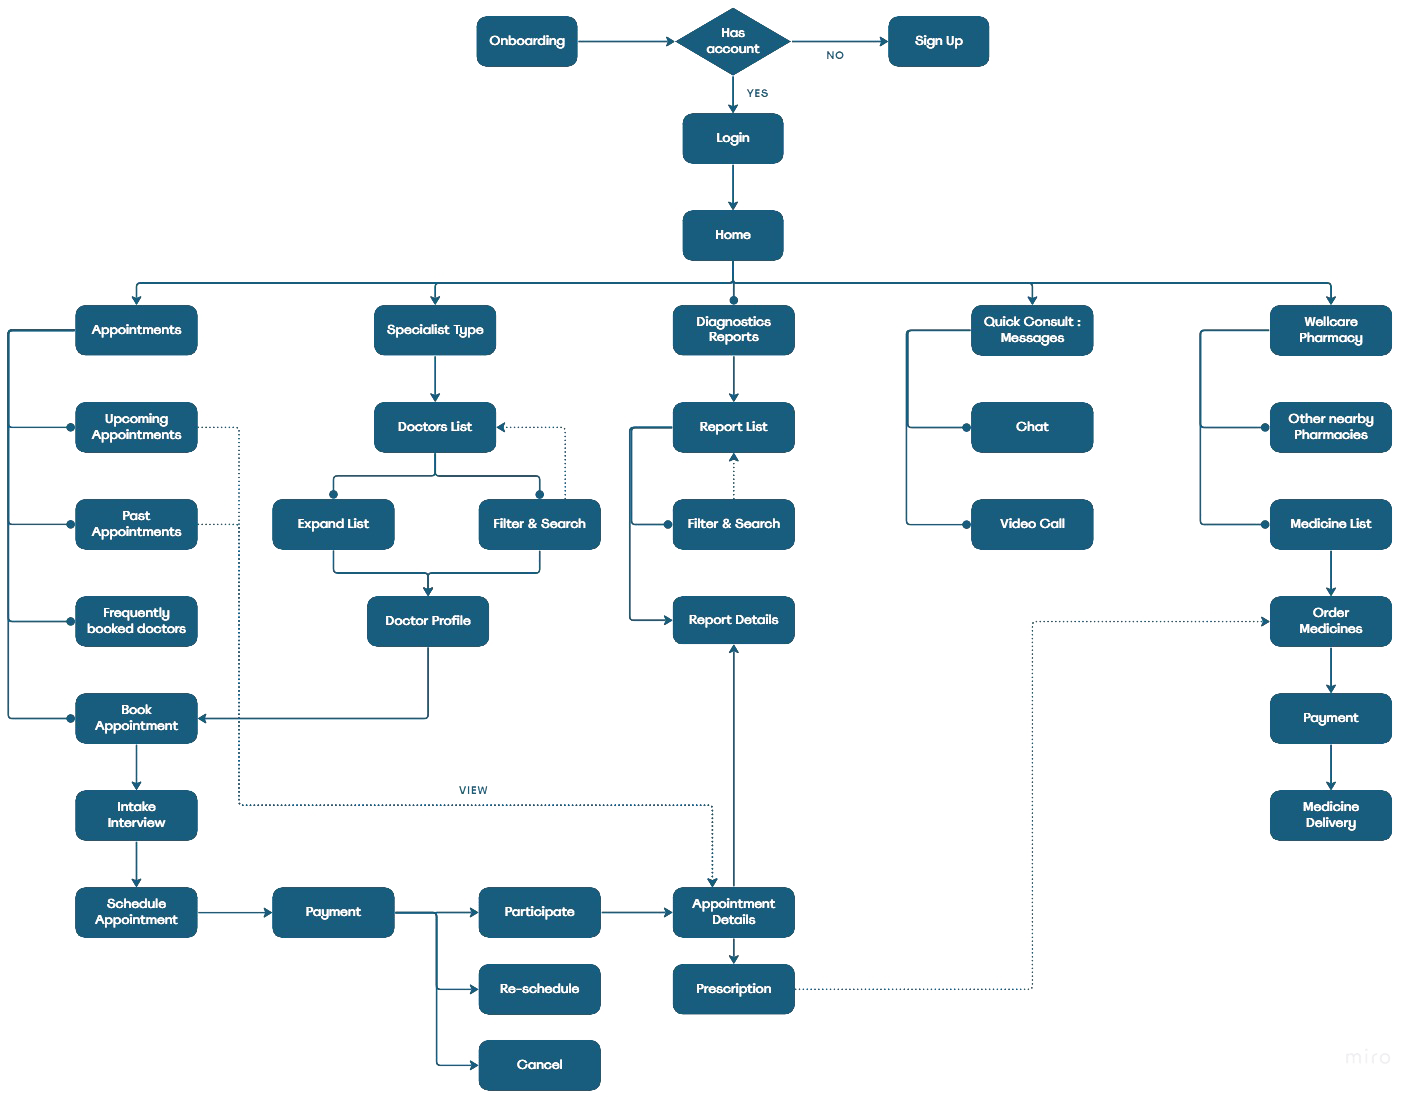 Onboarding
Has
account
NO
Sign Up
YES
Login
Home
Appointments
Specialist Type
Diagnostics
Reports
Quick Consult :
Messages
Wellcare
Pharmacy
Upcoming
Appointments
Doctors List
Report List
Chat
Other nearby
Pharmacies
Past
Appointments
Expand List
Filter & Search
Filter & Search
Video Call
Medicine List
Frequently
booked doctors
Doctor Profile
Report Details
Order
Medicines
Book
Appointment
Payment
VIEW
Intake
Interview
Medicine
Delivery
Schedule
Appointment
Payment
Participate
Appointment
Details
Re-schedule
Prescription
Cancel
miro